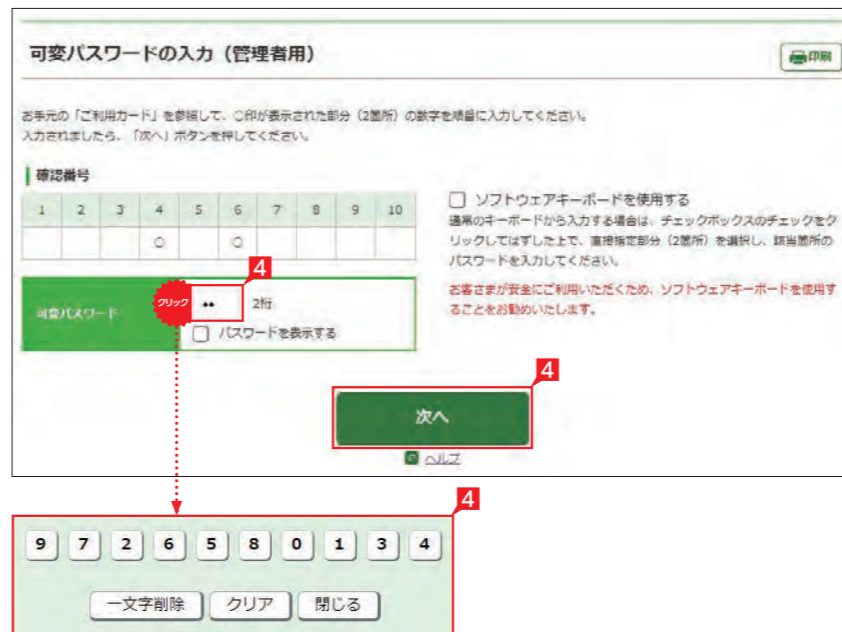 可変パスワードの入力（管理者用）
印刷
お手元の「ご利用カード」を参照して、○印が表示された部分（2箇所）の数字を順番に入力してください。
入力されましたら、「次へ」ボタンを押してください。
確認番号
1 2 3 4 5 6 7 8 9 10
○ ○
□ ソフトウェアキーボードを使用する
通常のキーボードから入力する場合は、チェックボックスのチェックをク
リックしてはずした上で、直接指定部分（2箇所）を選択し、該当箇所の
パスワードを入力してください。
お客さまが安全にご利用いただくため、ソフトウェアキーボードを使用す
ることをお勧めいたします。
4
可変パスワード クリック •• 2桁
□ パスワードを表示する
4
次へ
ヘルプ
4
9 7 2 6 5 8 0 1 3 4
一文字削除 クリア 閉じる